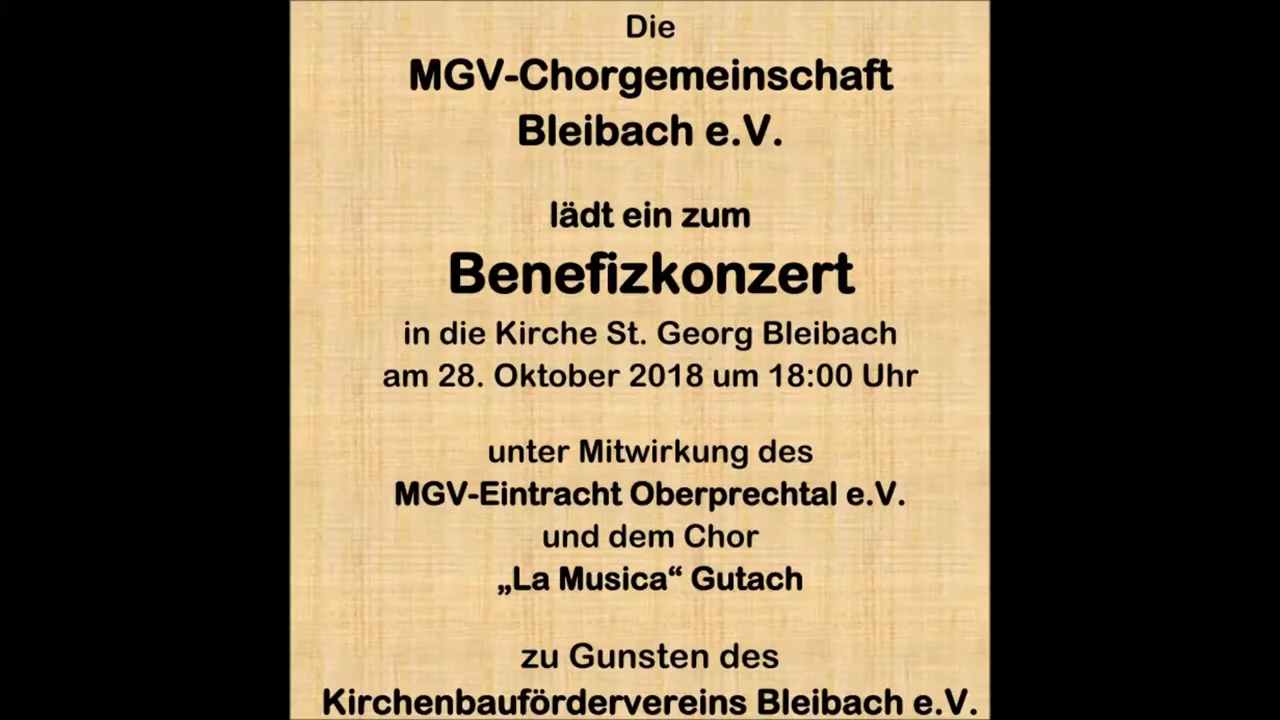 Die
MGV-Chorgemeinschaft
Bleibach e.V.
lädt ein zum
Benefizkonzert
in die Kirche St. Georg Bleibach
am 28. Oktober 2018 um 18:00 Uhr
unter Mitwirkung des
MGV-Eintracht Oberprechtal e.V.
und dem Chor
„La Musica“ Gutach
zu Gunsten des
Kirchenbaufördervereins Bleibach e.V.